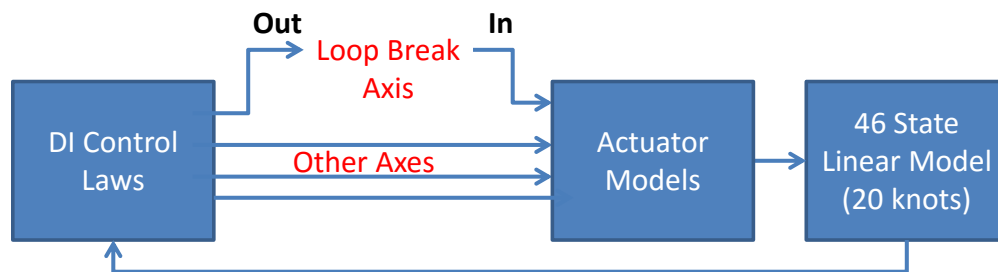 Out
In
Loop Break
Axis
DI Control
Laws
Other Axes
Actuator
Models
46 State
Linear Model
(20 knots)